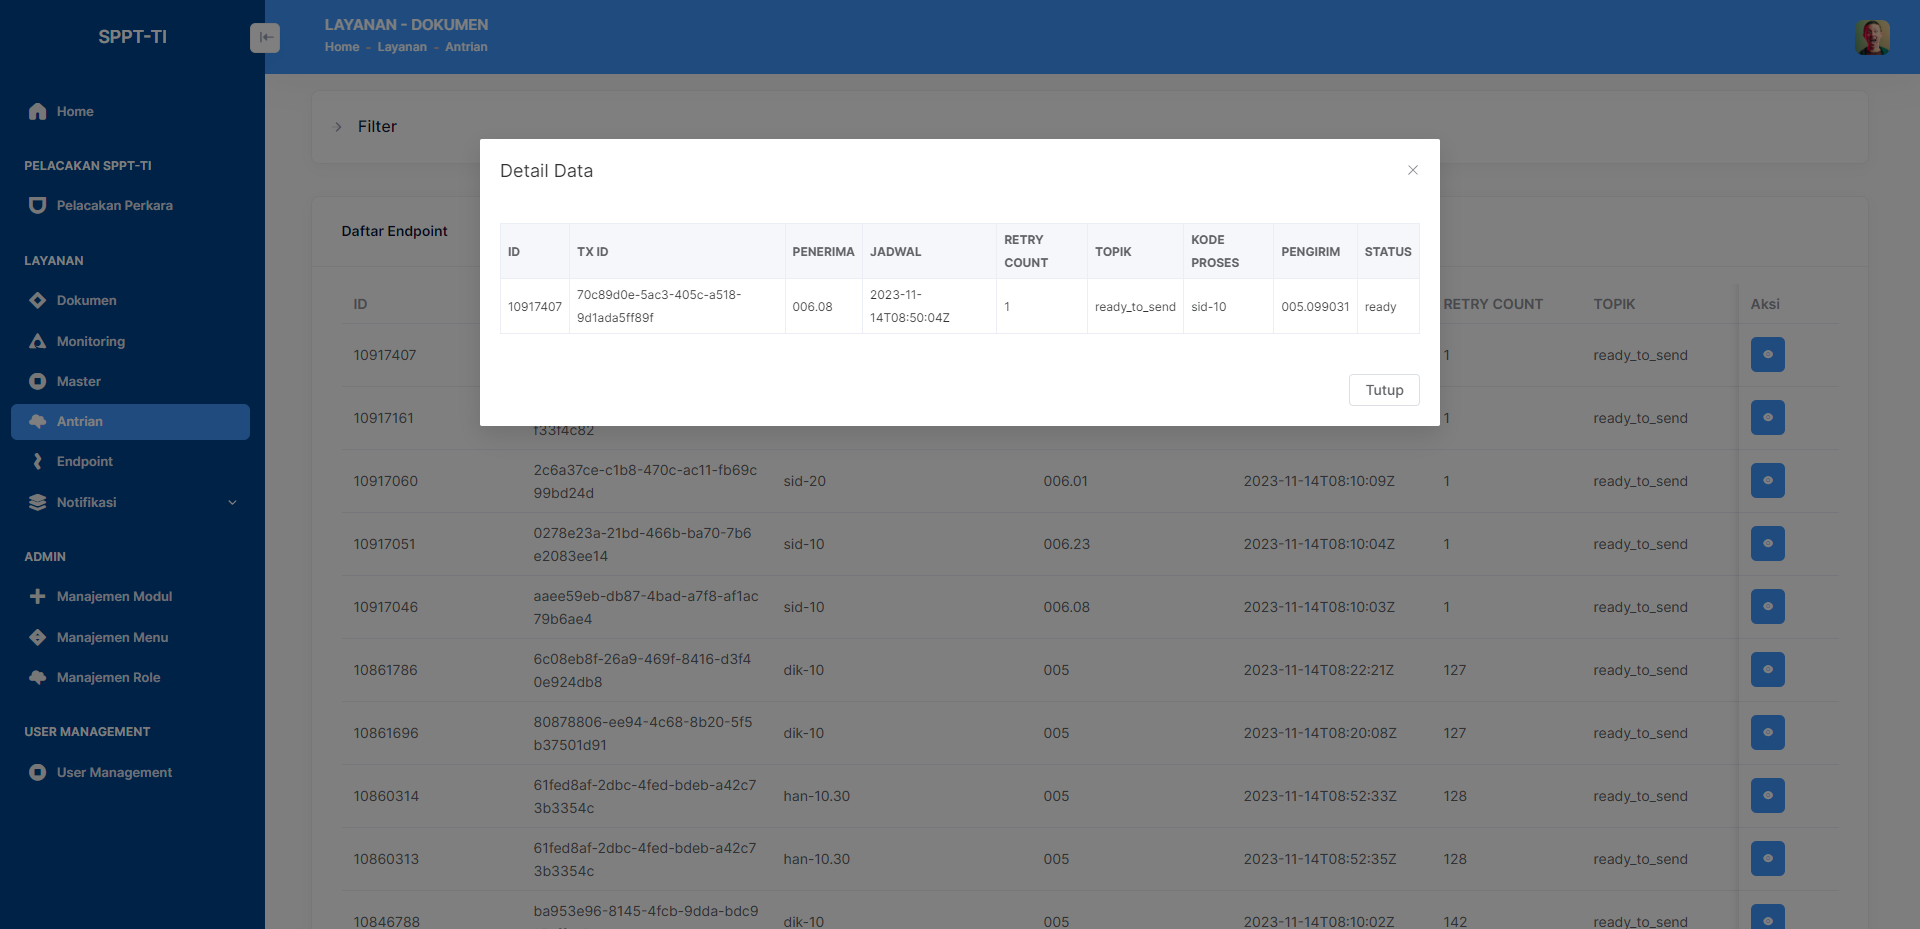 SPPT-TI
LAYANAN - DOKUMEN
Home - Layanan - Antrian
Home
PELACAKAN SPPT-TI
Pelacakan Perkara
LAYANAN
Dokumen
Monitoring
Master
Antrian
Endpoint
Notifikasi
ADMIN
Manajemen Modul
Manajemen Menu
Manajemen Role
USER MANAGEMENT
User Management
Filter
Detail Data
ID TX ID PENERIMA JADWAL RETRY COUNT TOPIK KODE PROSES PENGIRIM STATUS
10917407 70c89d0e-5ac3-405c-a518-9d1ada5ff89f 006.08 2023-11-14T08:50:04Z 1 ready_to_send sid-10 005.099031 ready
Tutup
Daftar Endpoint
ID RETRY COUNT TOPIK Aksi
10917407 1 ready_to_send
10917161 f33f4c82 1 ready_to_send
10917060 2c6a37ce-c1b8-470c-ac11-fb69c99bd24d sid-20 006.01 2023-11-14T08:10:09Z 1 ready_to_send
10917051 0278e23a-21bd-466b-ba70-7b6e2083ee14 sid-10 006.23 2023-11-14T08:10:04Z 1 ready_to_send
10917046 aaee59eb-db87-4bad-a7f8-af1ac79b6ae4 sid-10 006.08 2023-11-14T08:10:03Z 1 ready_to_send
10861786 6c08eb8f-26a9-469f-8416-d3f40e924db8 dik-10 005 2023-11-14T08:22:21Z 127 ready_to_send
10861696 80878806-ee94-4c68-8b20-5f5b37501d91 dik-10 005 2023-11-14T08:20:08Z 127 ready_to_send
10860314 61fed8af-2dbc-4fed-bdeb-a42c73b3354c han-10.30 005 2023-11-14T08:52:33Z 128 ready_to_send
10860313 61fed8af-2dbc-4fed-bdeb-a42c73b3354c han-10.30 005 2023-11-14T08:52:35Z 128 ready_to_send
10846788 ba953e96-8145-4fcb-9dda-bdc9 dik-10 005 2023-11-14T08:10:02Z 142 ready_to_send